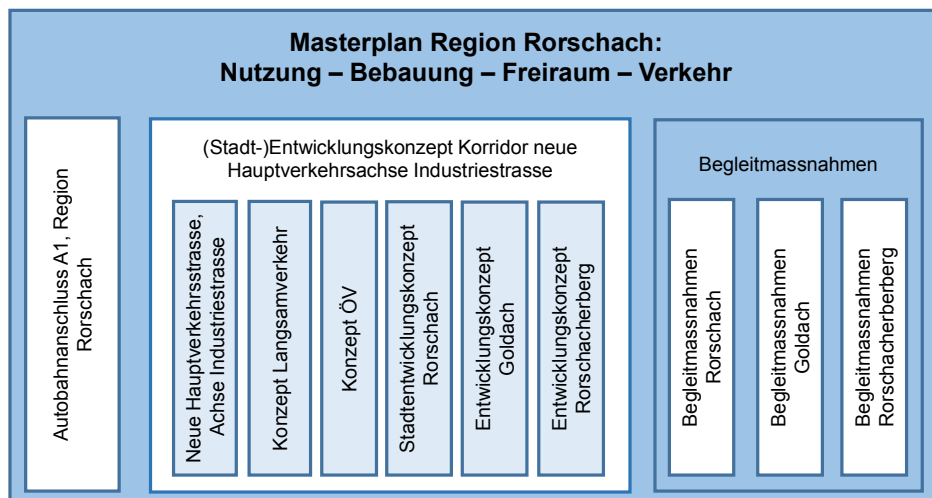 Masterplan Region Rorschach:
Nutzung – Bebauung – Freiraum – Verkehr
Autobahnanschluss A1, Region
Rorschach
(Stadt-)Entwicklungskonzept Korridor neue
Hauptverkehrsachse Industriestrasse
Neue Hauptverkehrsstrasse,
Achse Industriestrasse
Konzept Langsamverkehr
Konzept ÖV
Stadtentwicklungskonzept
Rorschach
Entwicklungskonzept
Goldach
Entwicklungskonzept
Rorschacherberg
Begleitmassnahmen
Begleitmassnahmen
Rorschach
Begleitmassnahmen
Goldach
Begleitmassnahmen
Rorschacherberberg